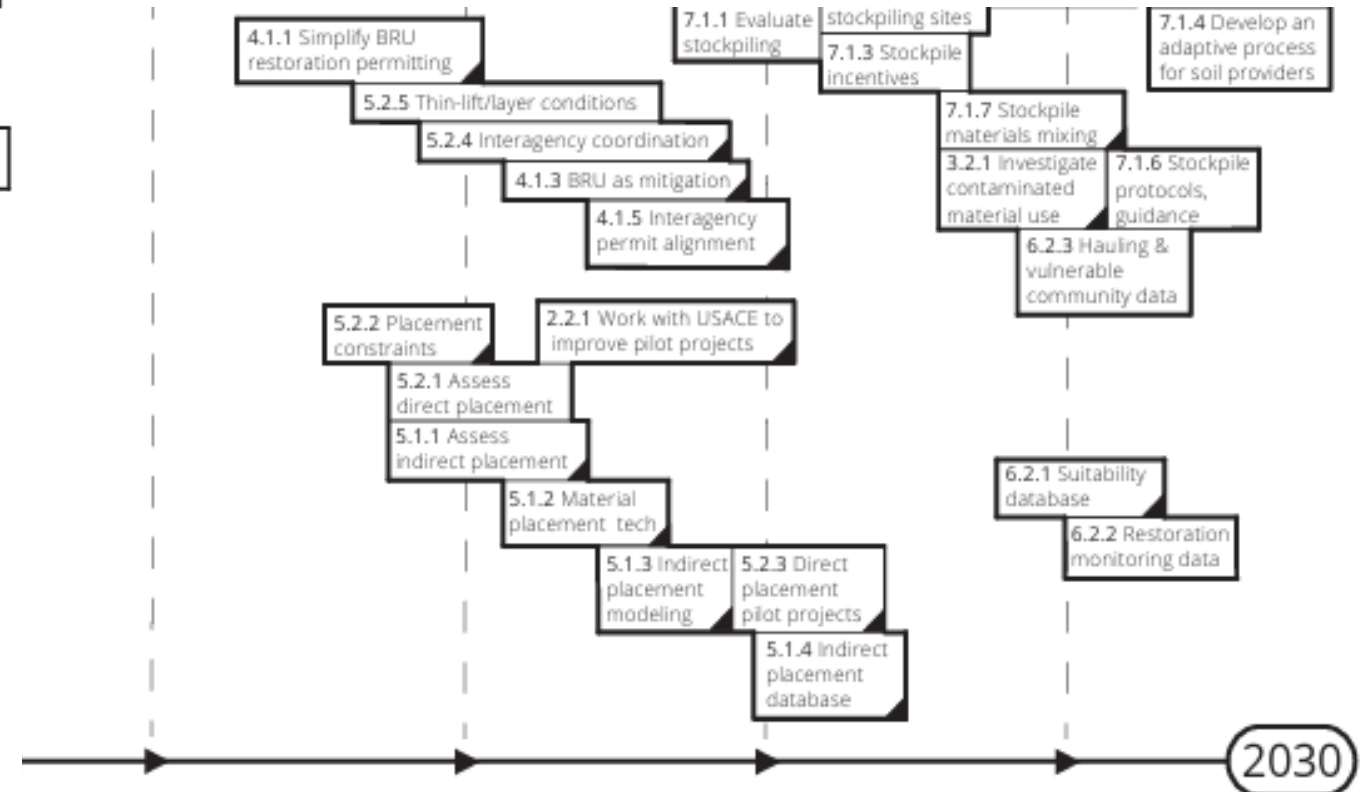 4.1.1 Simplify BRU
restoration permitting
5.2.5 Thin-lift/layer conditions
5.2.4 Interagency coordination
4.1.3 BRU as mitigation
4.1.5 Interagency
permit alignment
7.1.1 Evaluate
stockpiling
stockpiling sites
7.1.3 Stockpile
incentives
7.1.4 Develop an
adaptive process
for soil providers
7.1.7 Stockpile
materials mixing
3.2.1 Investigate
contaminated
material use
7.1.6 Stockpile
protocols,
guidance
6.2.3 Hauling &
vulnerable
community data
5.2.2 Placement
constraints
2.2.1 Work with USACE to
improve pilot projects
5.2.1 Assess
direct placement
5.1.1 Assess
indirect placement
5.1.2 Material
placement tech
5.1.3 Indirect
placement
modeling
5.2.3 Direct
placement
pilot projects
5.1.4 Indirect
placement
database
6.2.1 Suitability
database
6.2.2 Restoration
monitoring data
2030